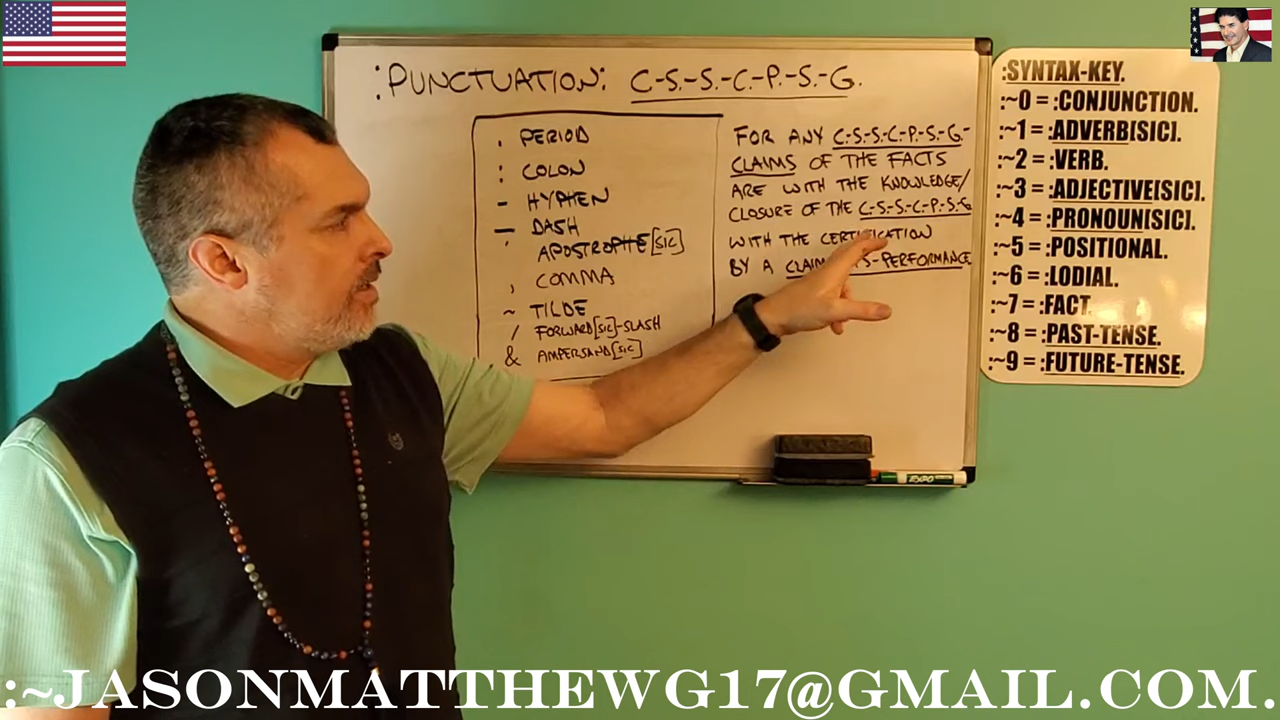 :PUNCTUATION: C-S.-S.-C.-P.-S.-G.
. PERIOD
: COLON
- HYPHEN
— DASH
' APOSTROPHE[SIC]
, COMMA
~ TILDE
/ FORWARD[SIC]-SLASH
& AMPERSAND[SIC]
FOR ANY C-S.-S.-C.-P.-S.-G.-
CLAIMS OF THE FACTS
ARE WITH THE KNOWLEDGE/
CLOSURE OF THE C-S.-S.-C.-P.-S.-G.
WITH THE CERTIFICATION
BY A CLAIMANTS-PERFORMANCE.
:SYNTAX-KEY.
:~0 = :CONJUNCTION.
:~1 = :ADVERB[SIC].
:~2 = :VERB.
:~3 = :ADJECTIVE[SIC].
:~4 = :PRONOUN[SIC].
:~5 = :POSITIONAL.
:~6 = :LODIAL.
:~7 = :FACT.
:~8 = :PAST-TENSE.
:~9 = :FUTURE-TENSE.
EXPO
:~JASONMATTHEWG17@GMAIL.COM.